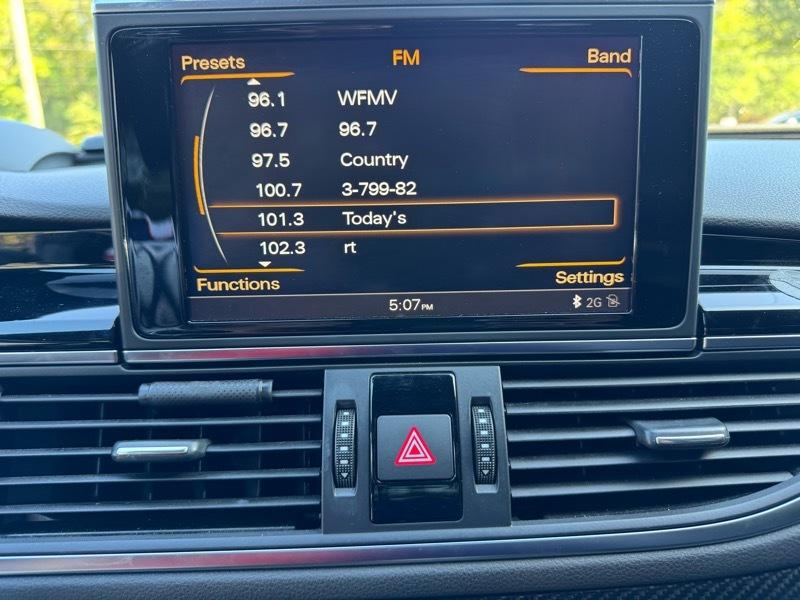 Presets FM Band
96.1 WFMV
96.7 96.7
97.5 Country
100.7 3-799-82
101.3 Today's
102.3 rt
Functions Settings
5:07PM 2G